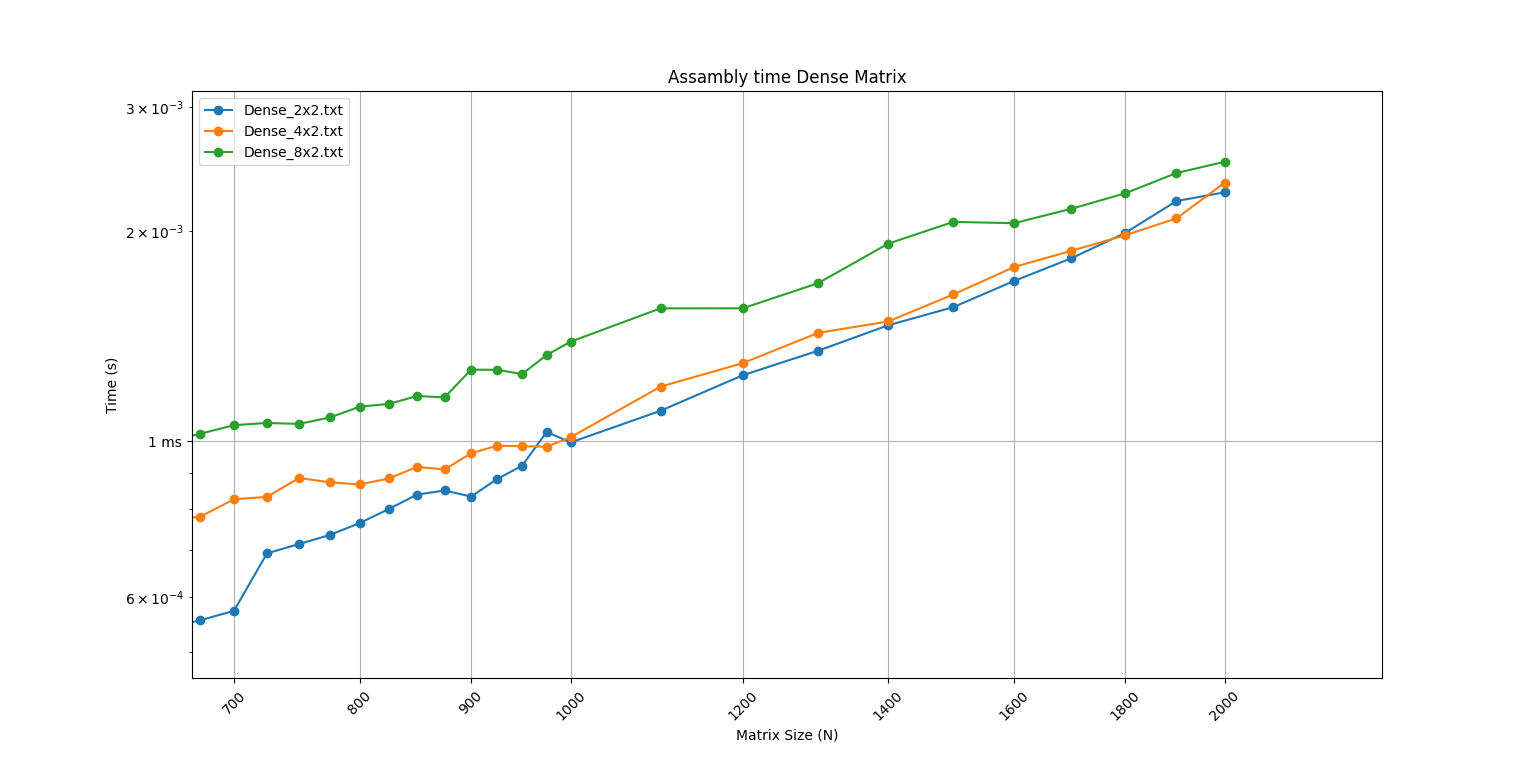 Assambly time Dense Matrix
3 × 10⁻³
Dense_2x2.txt
Dense_4x2.txt
Dense_8x2.txt
2 × 10⁻³
Time (s)
1 ms
6 × 10⁻⁴
700 800 900 1000 1200 1400 1600 1800 2000
Matrix Size (N)